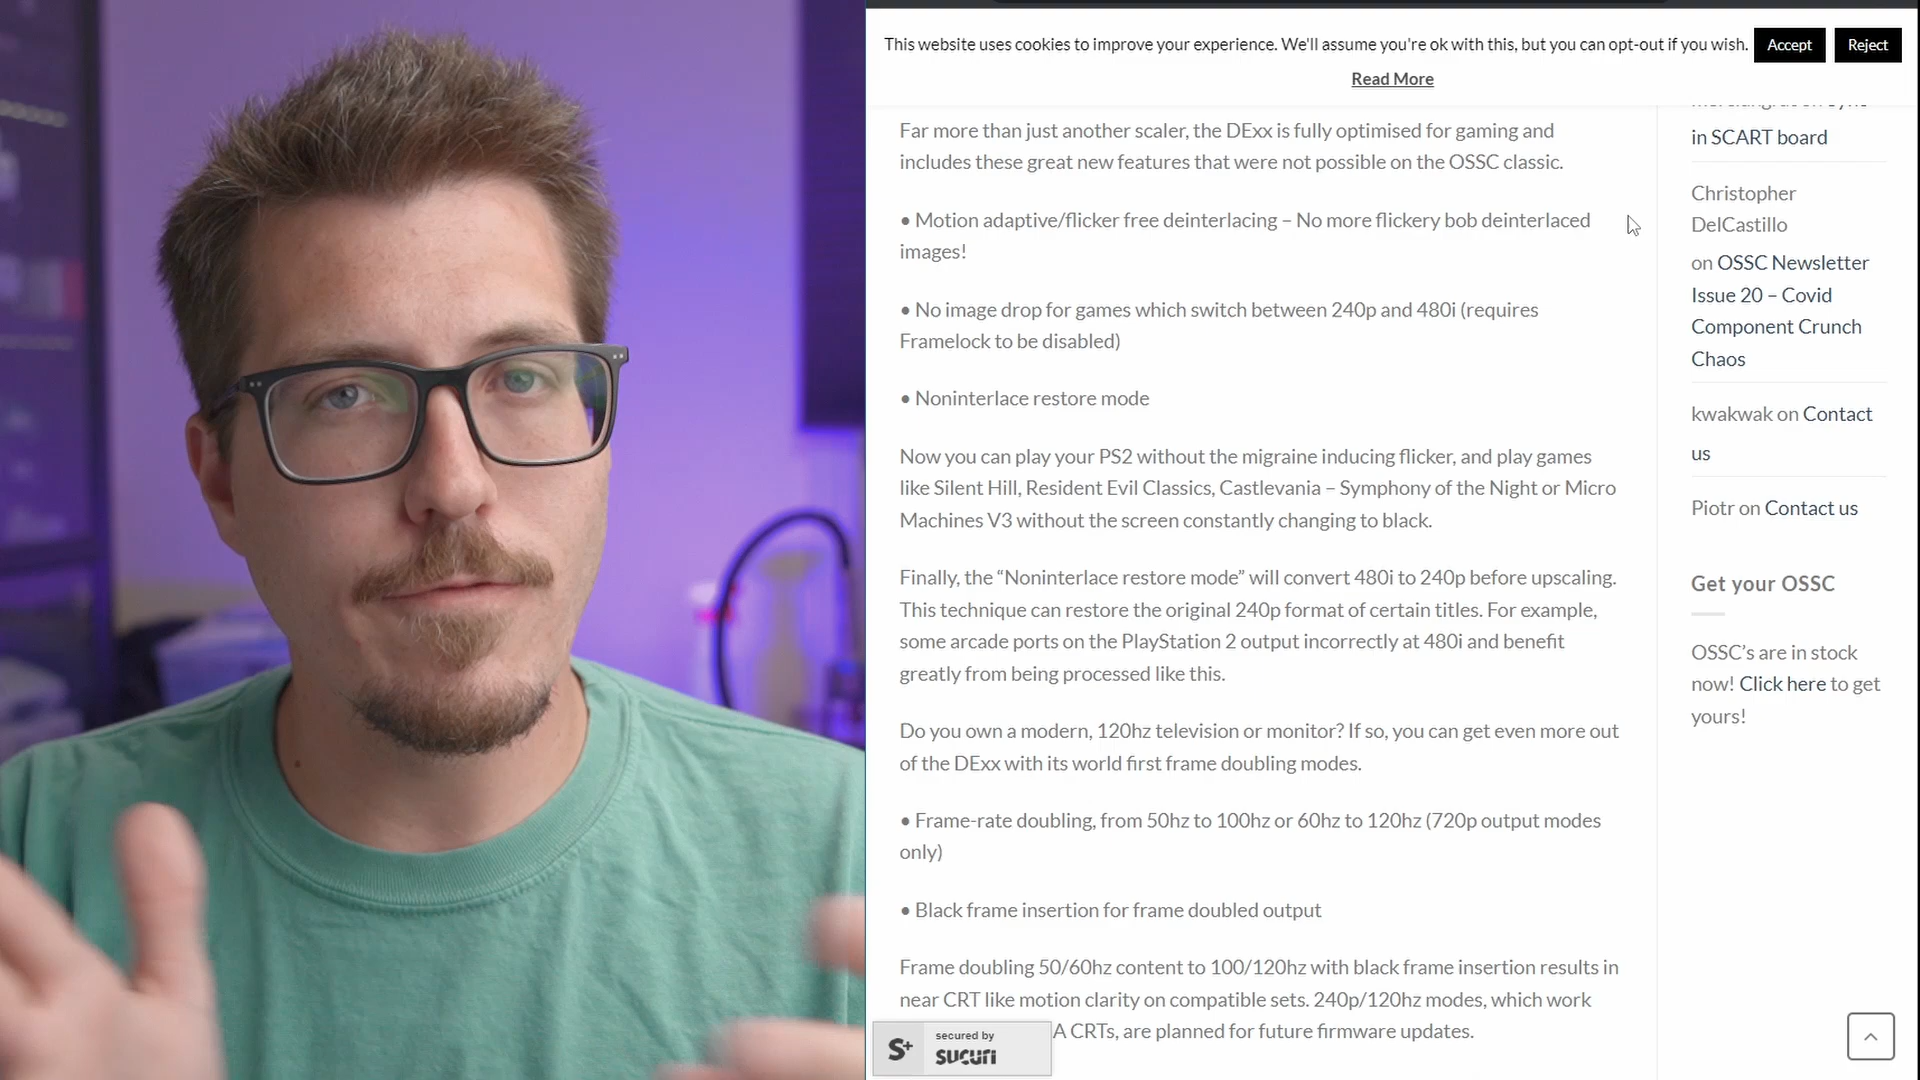 This website uses cookies to improve your experience. We'll assume you're ok with this, but you can opt-out if you wish.
Accept
Reject
Read More
Far more than just another scaler, the DExx is fully optimised for gaming and
includes these great new features that were not possible on the OSSC classic.
• Motion adaptive/flicker free deinterlacing – No more flickery bob deinterlaced
images!
• No image drop for games which switch between 240p and 480i (requires
Framelock to be disabled)
• Noninterlace restore mode
Now you can play your PS2 without the migraine inducing flicker, and play games
like Silent Hill, Resident Evil Classics, Castlevania – Symphony of the Night or Micro
Machines V3 without the screen constantly changing to black.
Finally, the “Noninterlace restore mode” will convert 480i to 240p before upscaling.
This technique can restore the original 240p format of certain titles. For example,
some arcade ports on the PlayStation 2 output incorrectly at 480i and benefit
greatly from being processed like this.
Do you own a modern, 120hz television or monitor? If so, you can get even more out
of the DExx with its world first frame doubling modes.
• Frame-rate doubling, from 50hz to 100hz or 60hz to 120hz (720p output modes
only)
• Black frame insertion for frame doubled output
Frame doubling 50/60hz content to 100/120hz with black frame insertion results in
near CRT like motion clarity on compatible sets. 240p/120hz modes, which work
A CRTs, are planned for future firmware updates.
in SCART board
Christopher
DelCastillo
on OSSC Newsletter
Issue 20 – Covid
Component Crunch
Chaos
kwakwak on Contact
us
Piotr on Contact us
Get your OSSC
OSSC’s are in stock
now! Click here to get
yours!
S+
secured by
sucuri